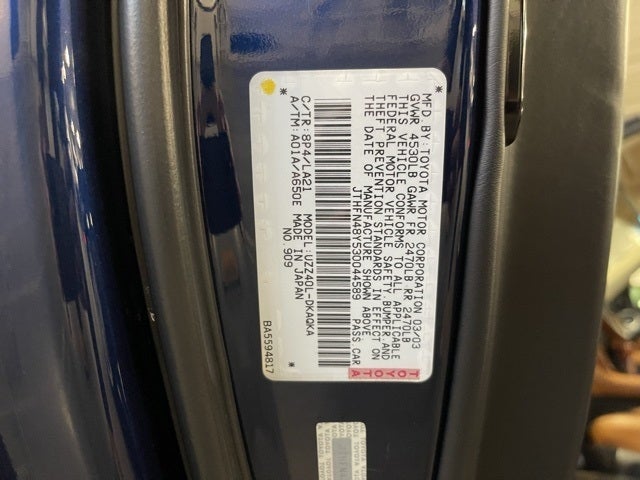 MFD. BY: TOYOTA MOTOR CORPORATION 03/03
GVWR 4530LB GAWR FR 2470LB RR 2470LB
THIS VEHICLE CONFORMS TO ALL APPLICABLE
FEDERAL MOTOR VEHICLE SAFETY, BUMPER AND
THEFT PREVENTION STANDARDS IN EFFECT ON
THE DATE OF MANUFACTURE SHOWN ABOVE.
JTHFN48Y530044589 PASS. CAR
TOYOTA
C/TR: 8P4/LA21 MODEL: UZZ40L-DKAQKA
A/TM: A01A/A650E MADE IN JAPAN
NO. 909
BA5594817